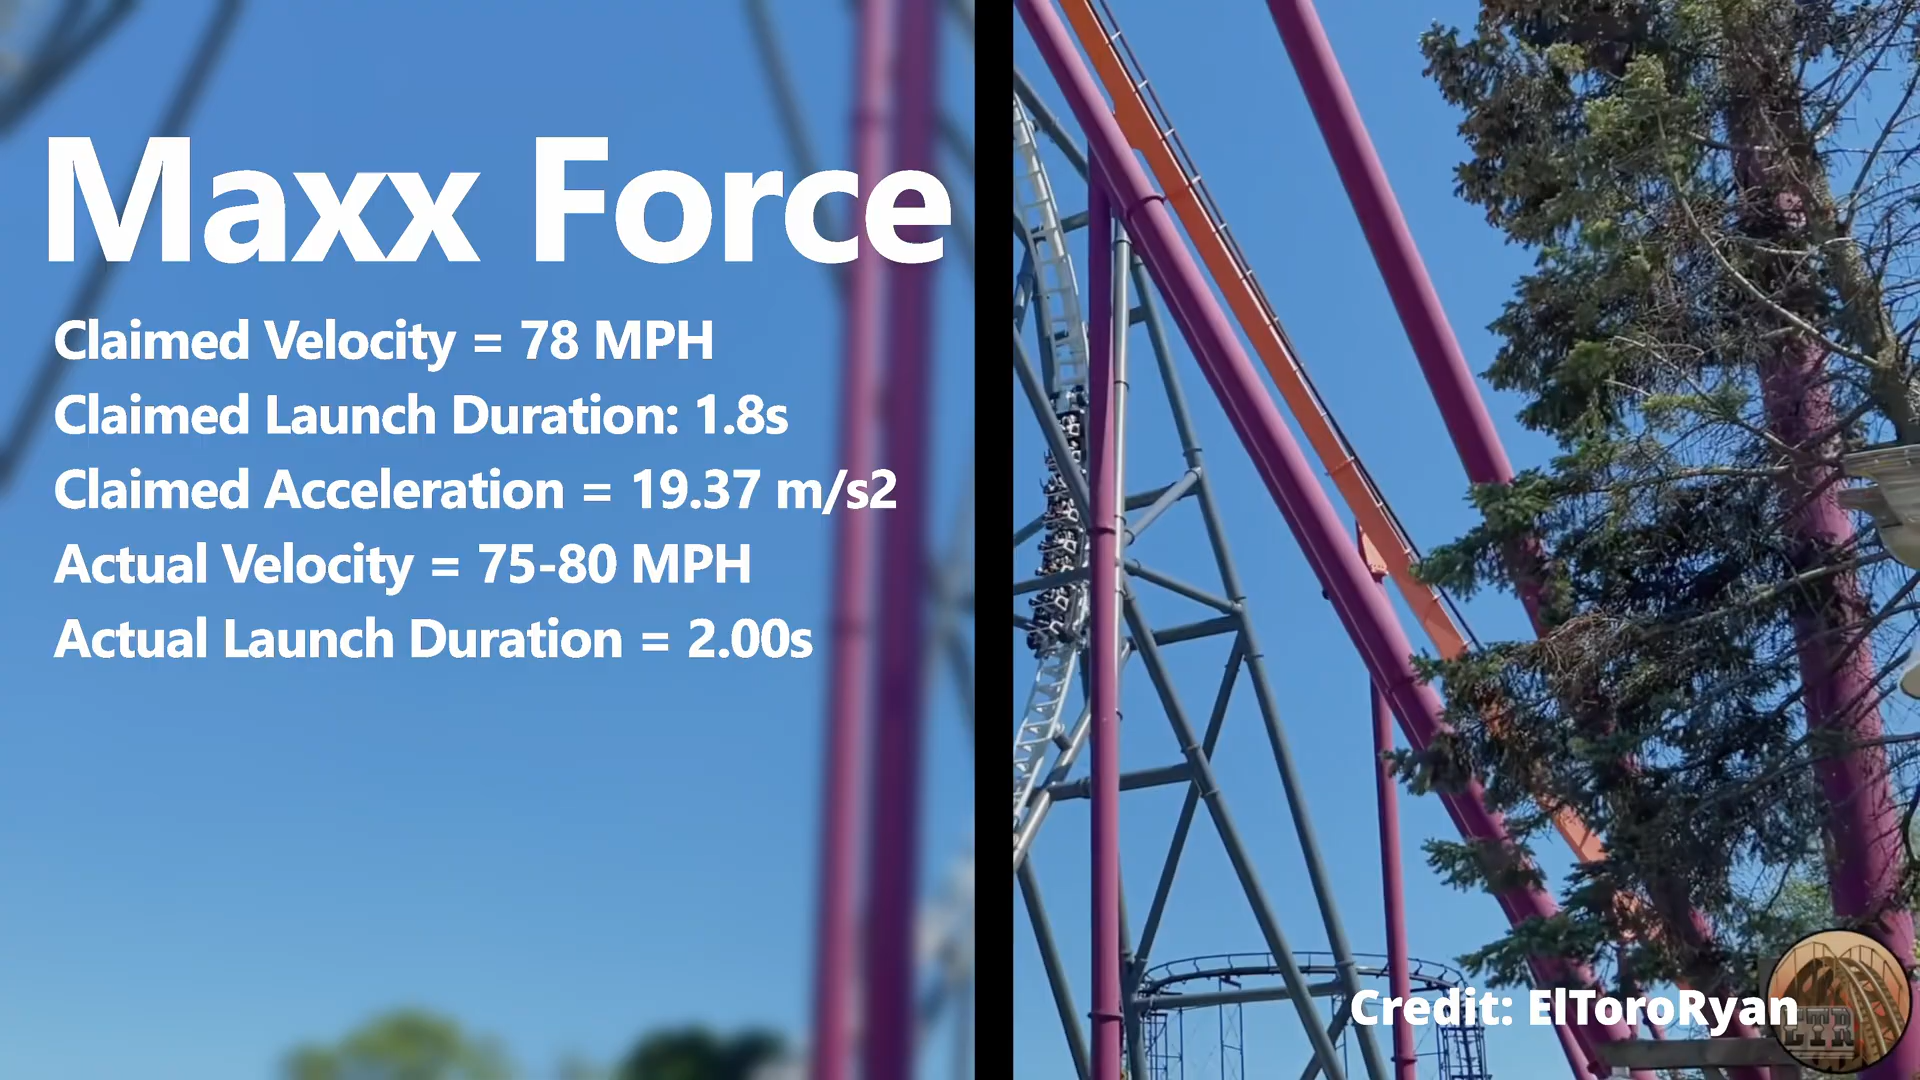 Maxx Force
Claimed Velocity = 78 MPH
Claimed Launch Duration: 1.8s
Claimed Acceleration = 19.37 m/s2
Actual Velocity = 75-80 MPH
Actual Launch Duration = 2.00s
Credit: ElToroRyan
LTR